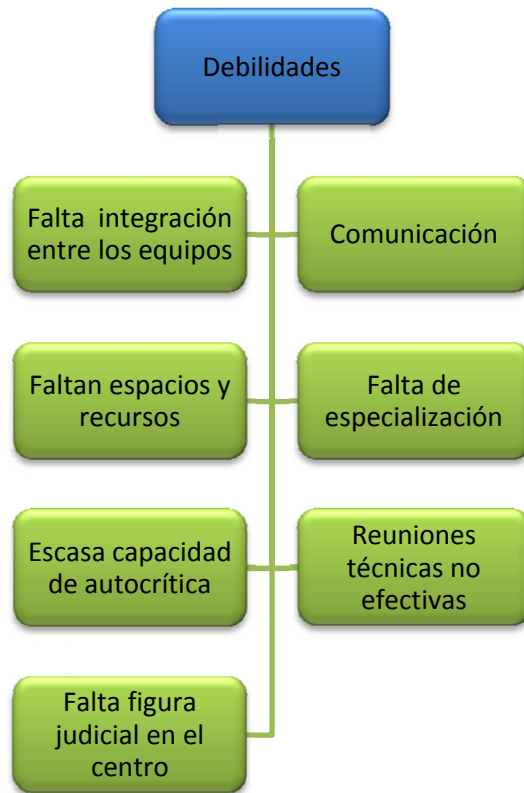 Debilidades
Falta integración
entre los equipos
Comunicación
Faltan espacios y
recursos
Falta de
especialización
Escasa capacidad
de autocrítica
Reuniones
técnicas no
efectivas
Falta figura
judicial en el
centro